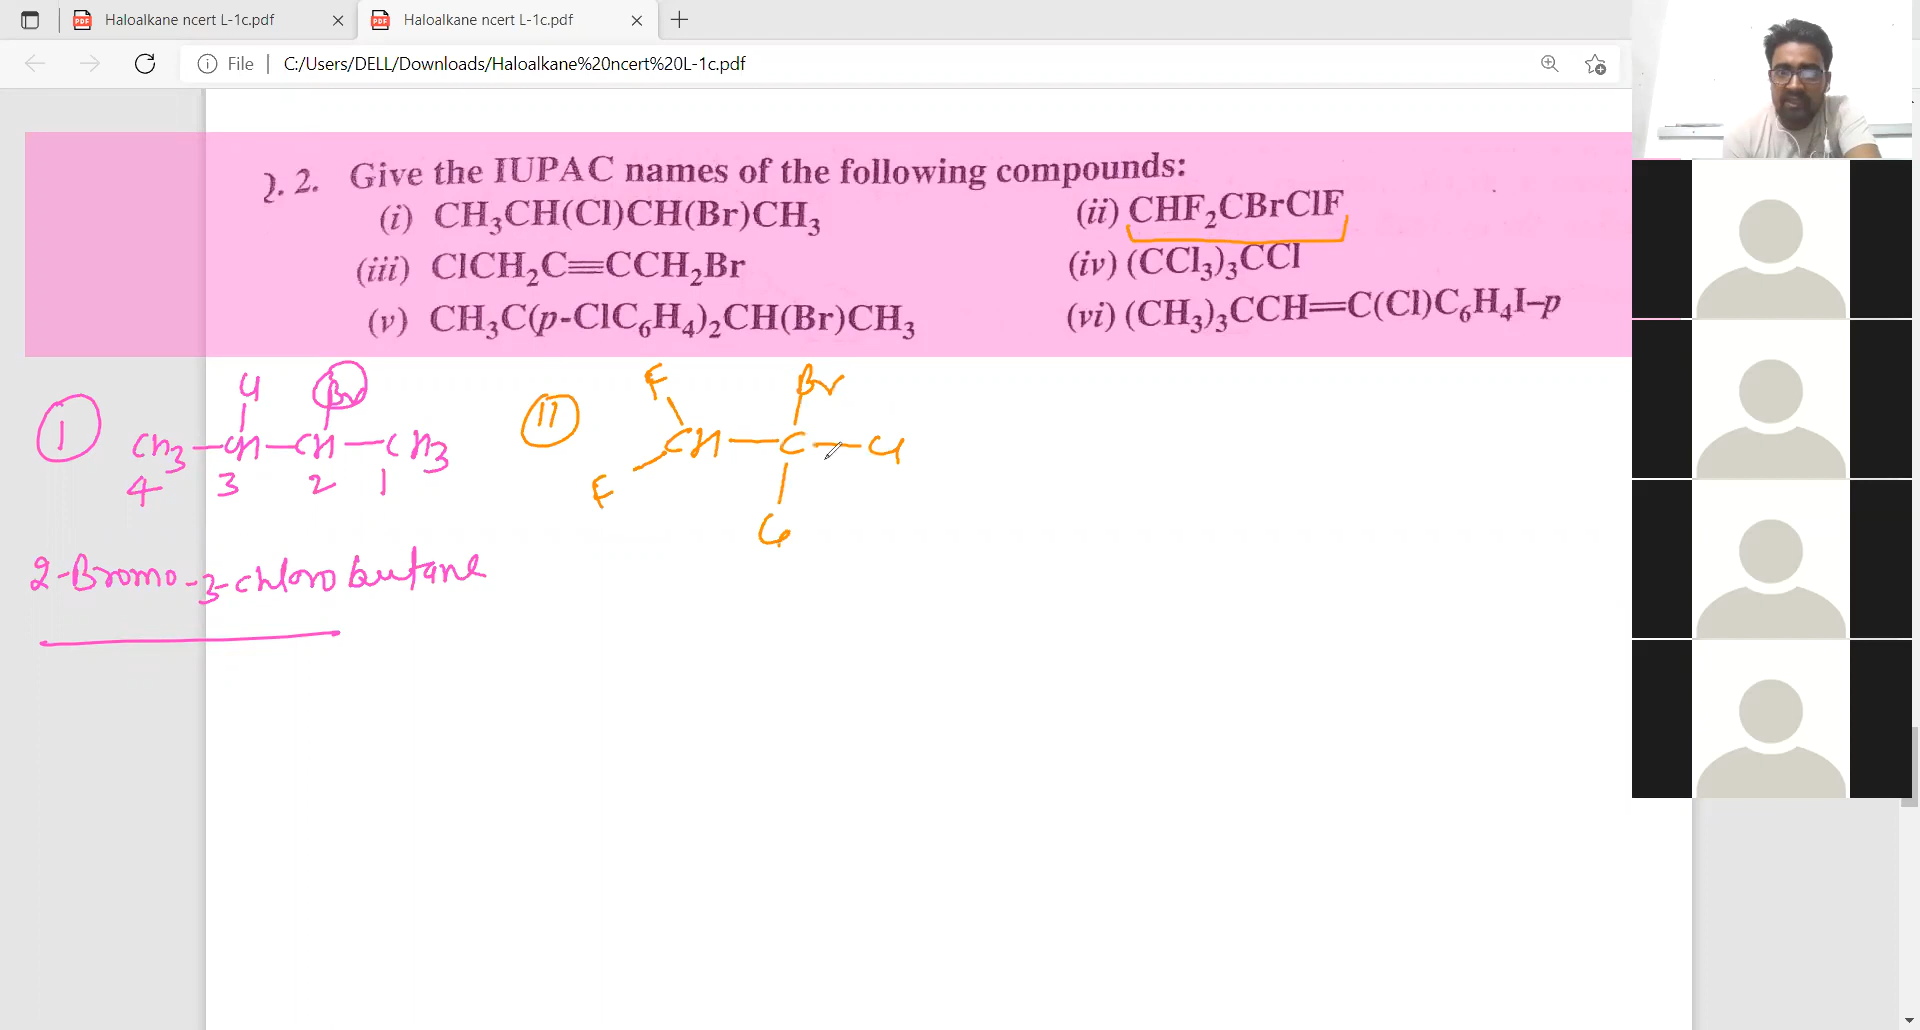 Haloalkane ncert L-1c.pdf
Haloalkane ncert L-1c.pdf
File | C:/Users/DELL/Downloads/Haloalkane%20ncert%20L-1c.pdf
2. Give the IUPAC names of the following compounds:
(i) CH₃CH(Cl)CH(Br)CH₃
(ii) CHF₂CBrClF
(iii) ClCH₂C≡CCH₂Br
(iv) (CCl₃)₃CCl
(v) CH₃C(p-ClC₆H₄)₂CH(Br)CH₃
(vi) (CH₃)₃CCH=C(Cl)C₆H₄I–p
I
Cl Br
CH₃—CH—CH—CH₃
4 3 2 1
2-Bromo-3-chlorobutane
II
F Br
CH—C—Cl
F